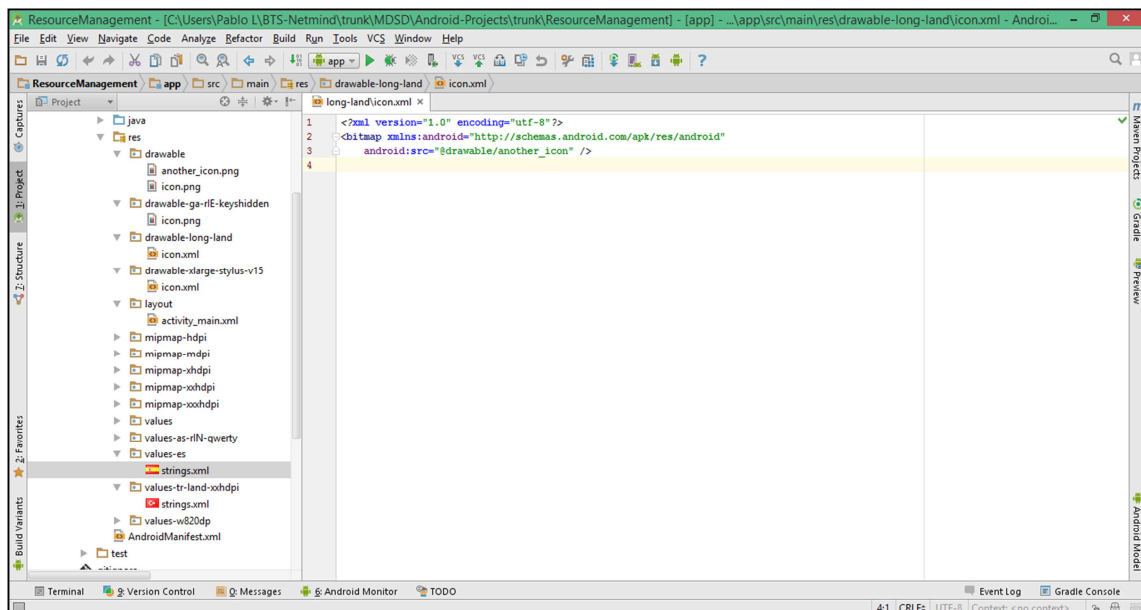 ResourceManagement - [C:\Users\Pablo L\BTS-Netmind\trunk\MDSD\Android-Projects\trunk\ResourceManagement] - [app] - ...\app\src\main\res\drawable-long-land\icon.xml - Androi...
File Edit View Navigate Code Analyze Refactor Build Run Tools VCS Window Help
app VCS VCS ?
ResourceManagement app src main res drawable-long-land icon.xml
Project
long-land\icon.xml ×
Captures
1: Project
7: Structure
2: Favorites
Build Variants
java
res
drawable
another_icon.png
icon.png
drawable-ga-rIE-keyshidden
icon.png
drawable-long-land
icon.xml
drawable-xlarge-stylus-v15
icon.xml
layout
activity_main.xml
mipmap-hdpi
mipmap-mdpi
mipmap-xhdpi
mipmap-xxhdpi
mipmap-xxxhdpi
values
values-as-rIN-qwerty
values-es
strings.xml
values-tr-land-xxhdpi
strings.xml
values-w820dp
AndroidManifest.xml
test
1 <?xml version="1.0" encoding="utf-8"?>
2 <bitmap xmlns:android="http://schemas.android.com/apk/res/android"
3 android:src="@drawable/another_icon" />
4
m Maven Projects
Gradle
Preview
Android Model
Terminal 9: Version Control 0: Messages 6: Android Monitor TODO Event Log Gradle Console
4:1 CRLF UTF-8 Context: <no context>